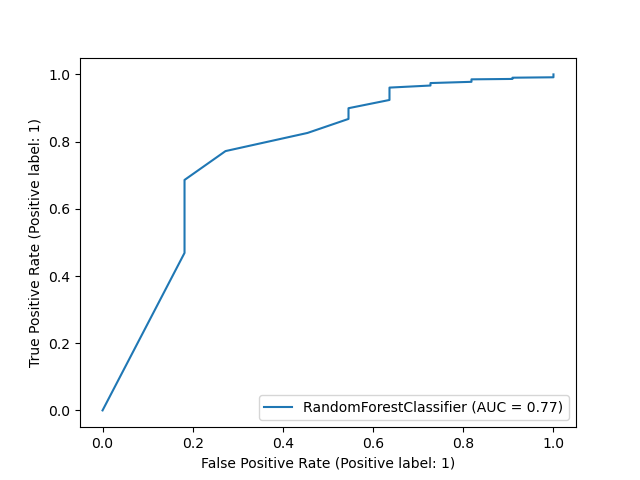 1.0
0.8
0.6
0.4
0.2
0.0
True Positive Rate (Positive label: 1)
RandomForestClassifier (AUC = 0.77)
0.0 0.2 0.4 0.6 0.8 1.0
False Positive Rate (Positive label: 1)